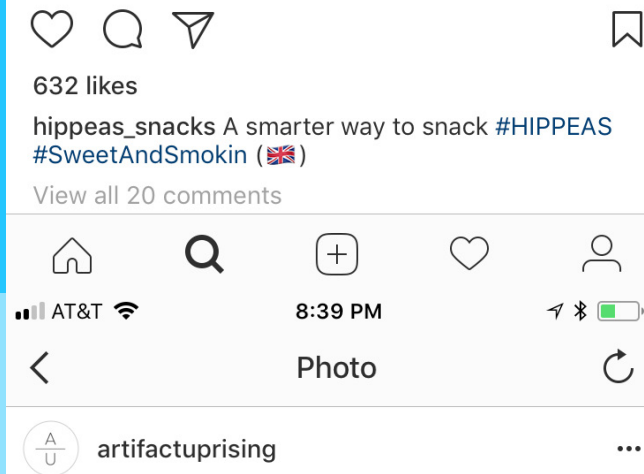 632 likes
hippeas_snacks A smarter way to snack #HIPPEAS
#SweetAndSmokin (🇬🇧)
View all 20 comments
AT&T 8:39 PM
Photo
A
U
artifactuprising